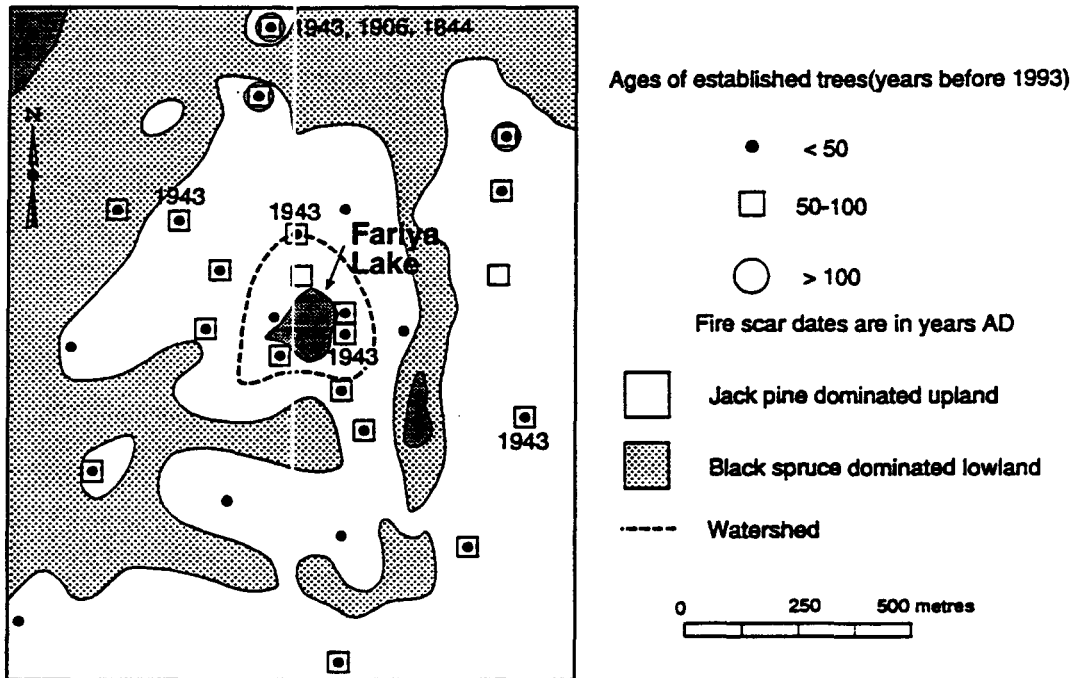 1943, 1906, 1844
N
1943
1943
Fariya
Lake
1943
1943
Ages of established trees(years before 1993)
< 50
50-100
> 100
Fire scar dates are in years AD
Jack pine dominated upland
Black spruce dominated lowland
Watershed
0 250 500 metres